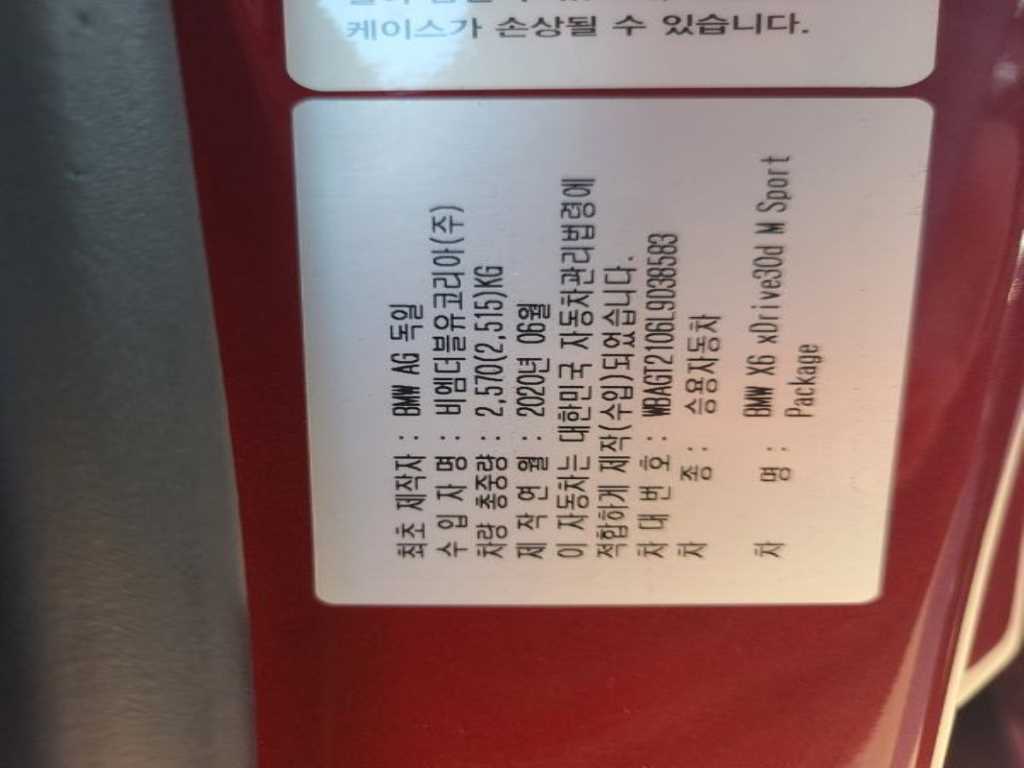 케이스가 손상될 수 있습니다.
최초 제작자 : BMW AG 독일
수 입 자 명 : 비엠더블유코리아(주)
차량 총중량 : 2,570(2,515)KG
제 작 연 월 : 2020년 06월
이 자동차는 대한민국 자동차관리법령에
적합하게 제작(수입)되었습니다.
차 대 번 호 : WBAGT2106L9D38583
차 종 : 승용자동차
차 명 : BMW X6 xDrive30d M Sport
Package